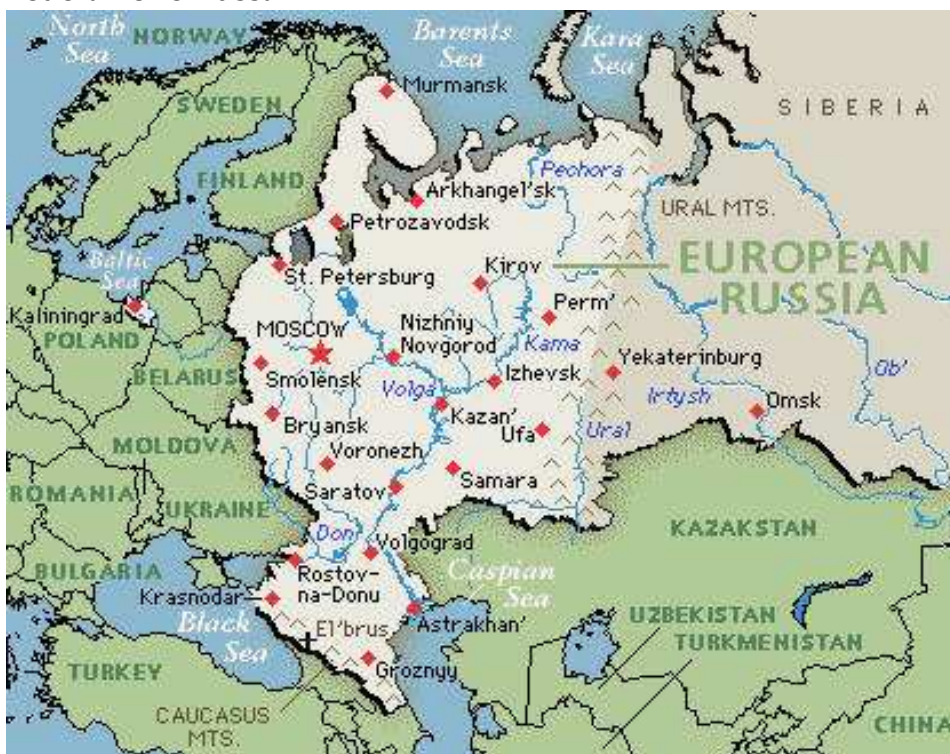 North
Sea
NORWAY
Barents
Sea
Kara
Sea
Murmansk
SWEDEN
SIBERIA
FINLAND
Pechora
Arkhangel'sk
URAL MTS.
Petrozavodsk
Baltic
Sea
St. Petersburg
Kirov
EUROPEAN
RUSSIA
Kaliningrad
Perm'
POLAND
MOSCOW
Nizhniy
Novgorod
Kama
Yekaterinburg
Ob'
BELARUS
Smolensk
Volga
Izhevsk
Irtysh
Omsk
Bryansk
Kazan'
Ufa
Ural
MOLDOVA
Voronezh
Samara
ROMANIA
Saratov
UKRAINE
Don
KAZAKSTAN
Volgograd
BULGARIA
Rostov-
na-Donu
Caspian
Sea
Krasnodar
Black
Sea
El'brus
Astrakhan'
UZBEKISTAN
TURKMENISTAN
TURKEY
Groznyy
CAUCASUS
MTS.
CHINA